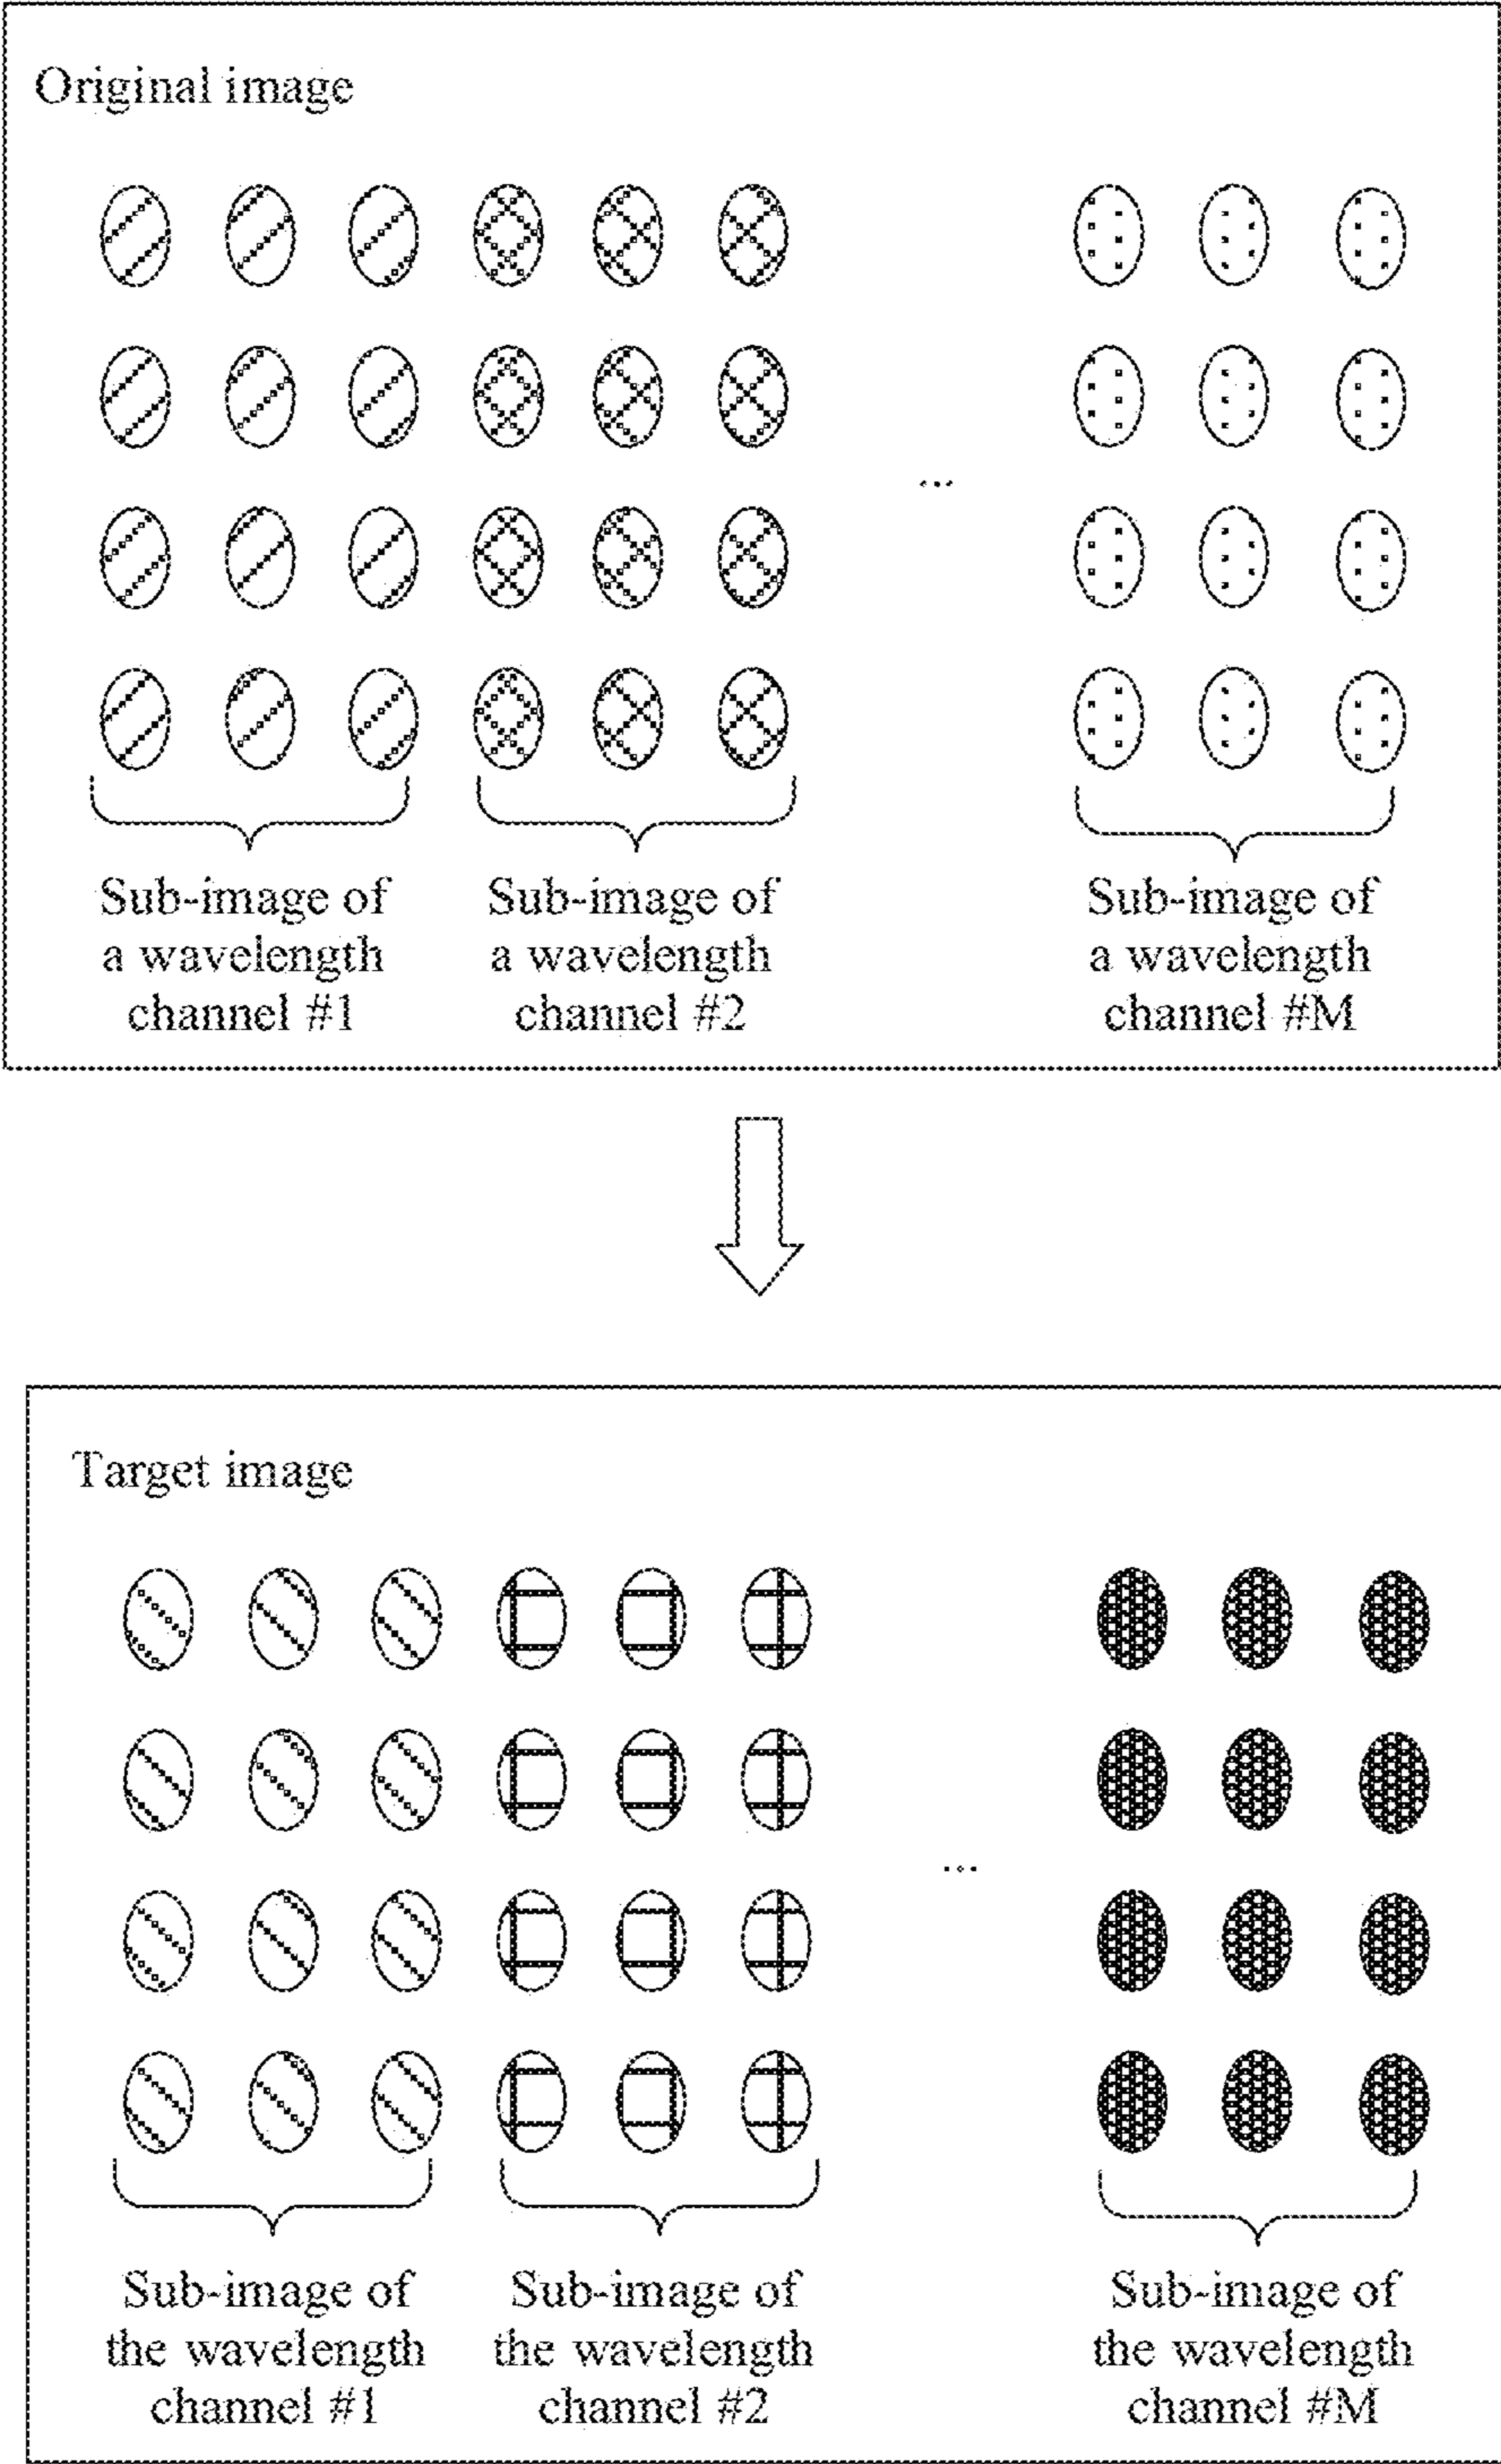 Original image
...
Sub-image of
a wavelength
channel #1
Sub-image of
a wavelength
channel #2
Sub-image of
a wavelength
channel #M
Target image
...
Sub-image of
the wavelength
channel #1
Sub-image of
the wavelength
channel #2
Sub-image of
the wavelength
channel #M